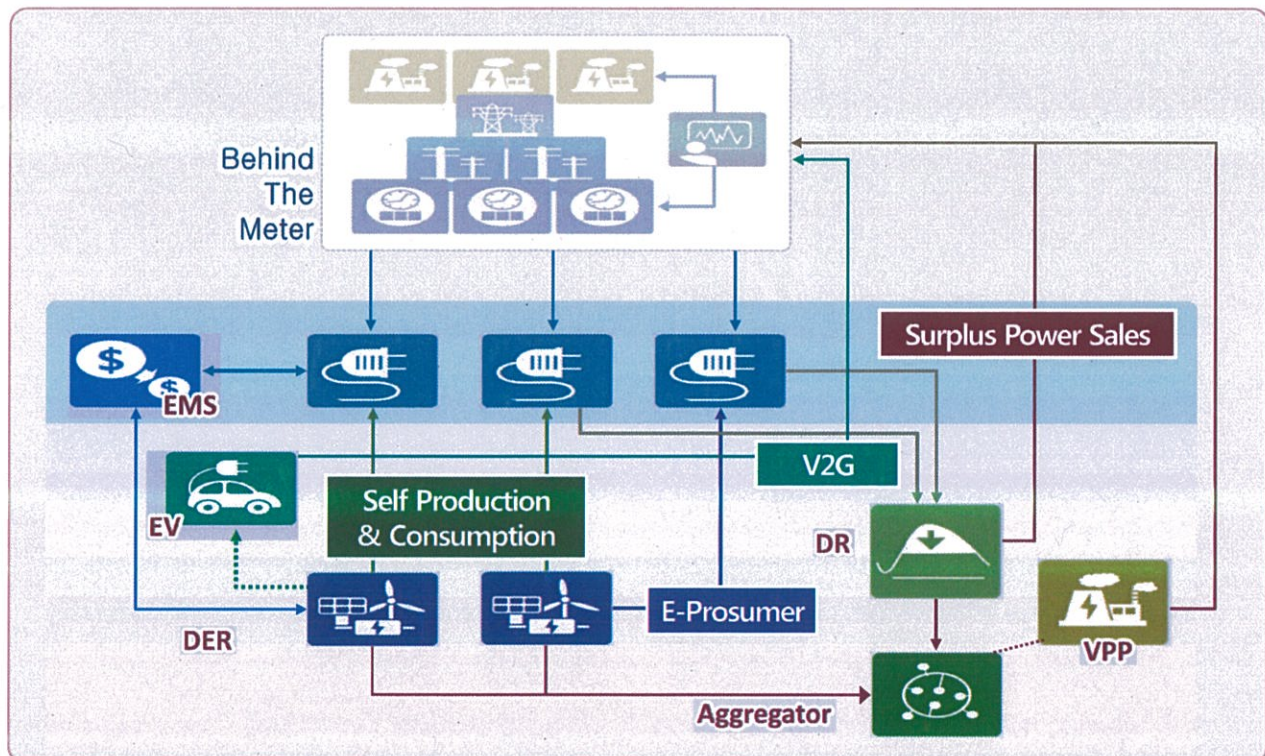 Behind
The
Meter
Surplus Power Sales
$
$
EMS
V2G
EV
Self Production
& Consumption
DR
E-Prosumer
DER
VPP
Aggregator